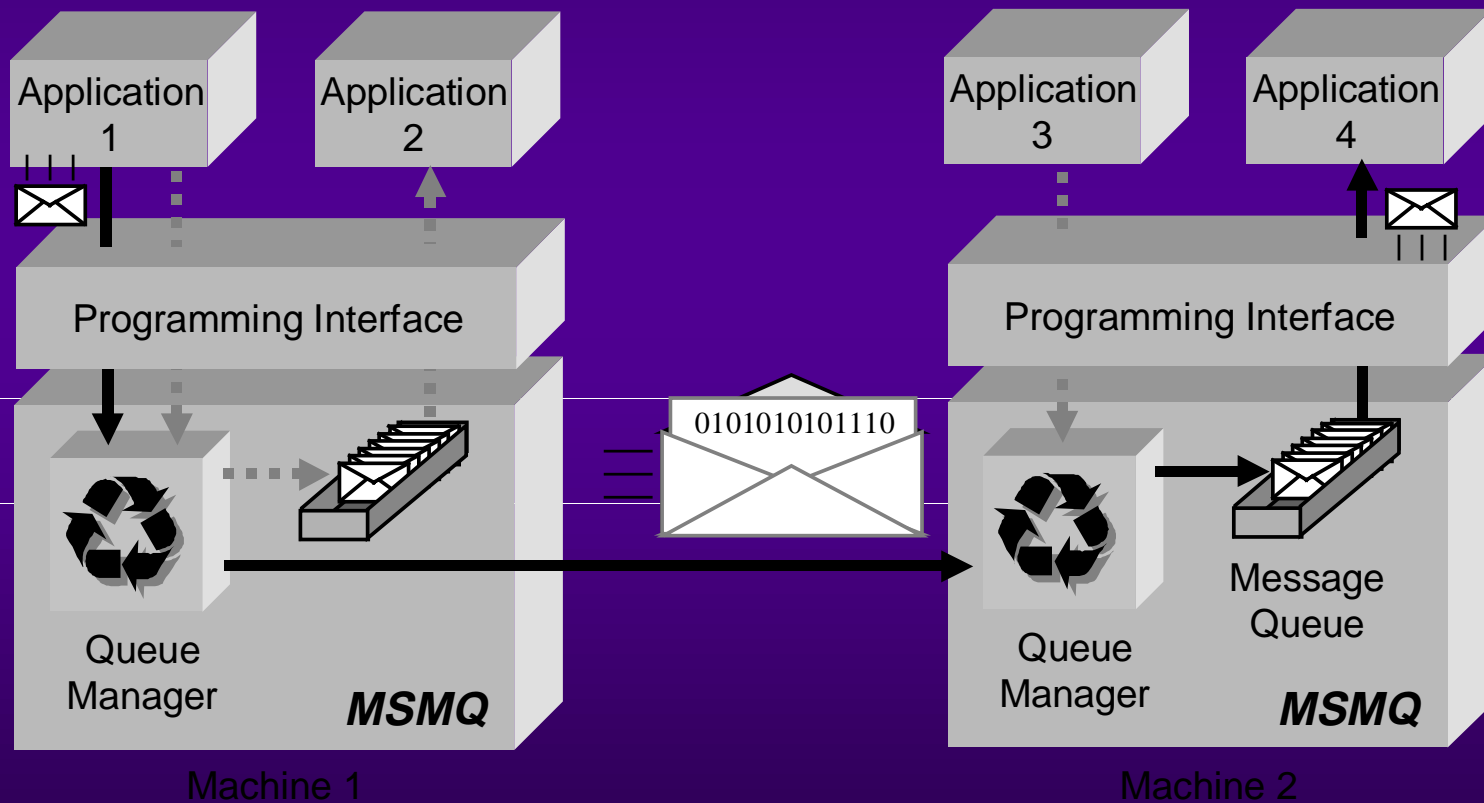 Application
1
Application
2
Application
3
Application
4
Programming Interface
Programming Interface
0101010101110
Queue
Manager
MSMQ
Message
Queue
Queue
Manager
MSMQ
Machine 1
Machine 2